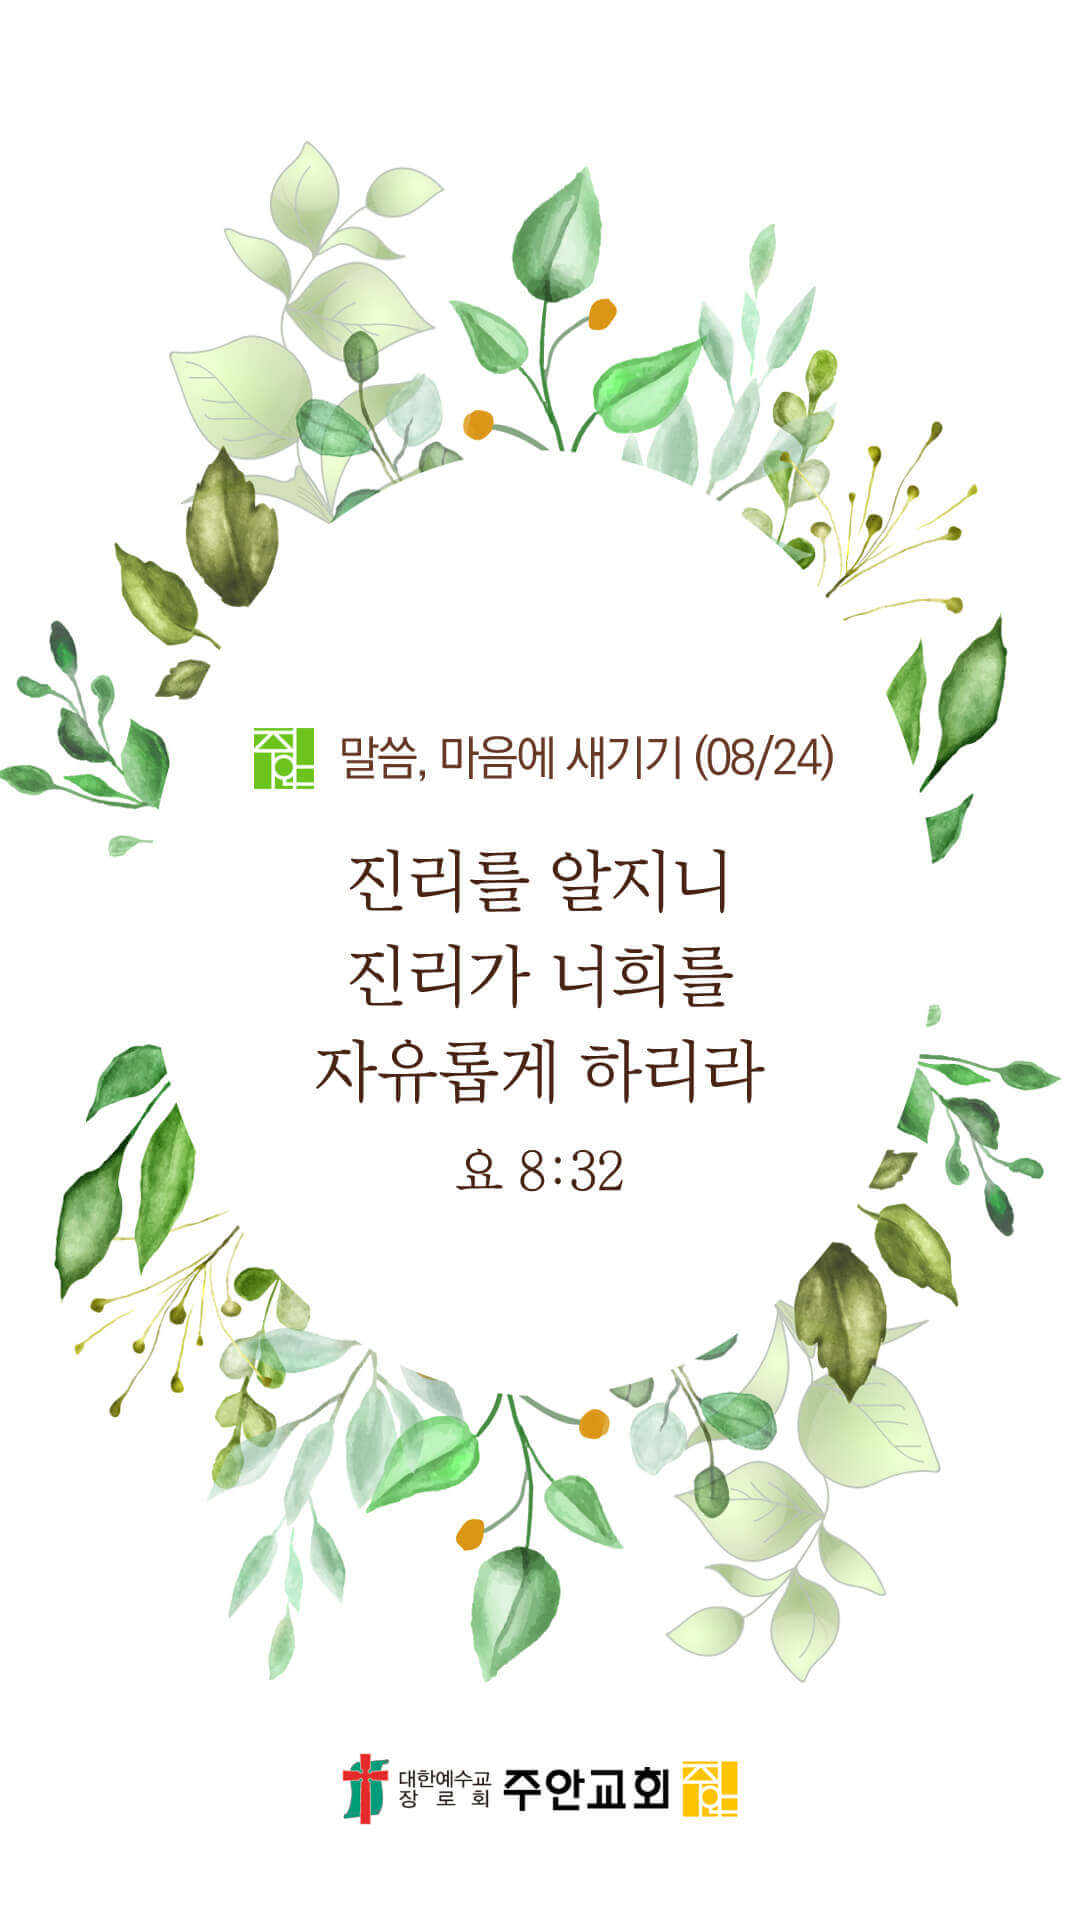 주안 말씀, 마음에 새기기 (08/24)
진리를 알지니
진리가 너희를
자유롭게 하리라
요 8:32
대한예수교
장로회 주안교회 주안